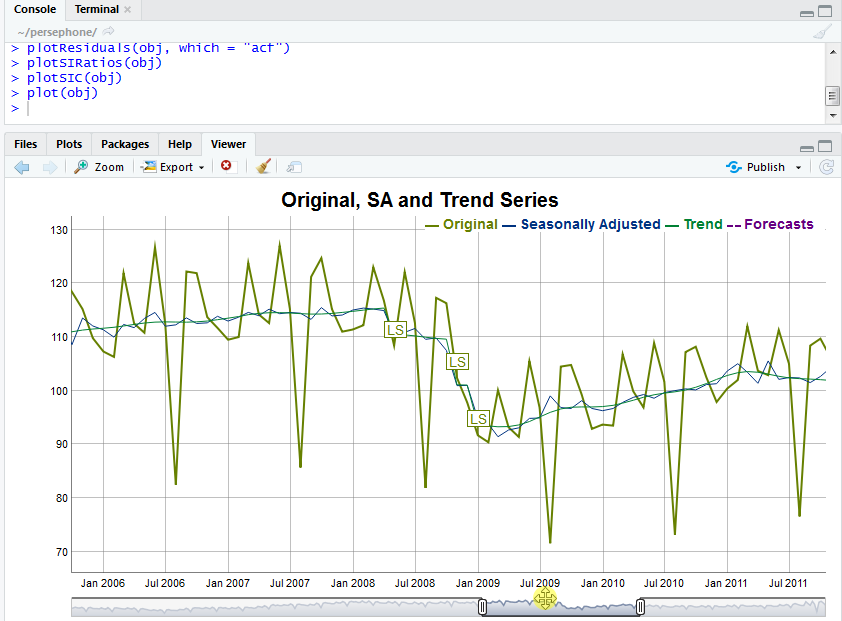 Console Terminal
~/persephone/
> plotResiduals(obj, which = "acf")
> plotSIRatios(obj)
> plotSIC(obj)
> plot(obj)
>
Files Plots Packages Help Viewer
Zoom Export Publish
Original, SA and Trend Series
Original Seasonally Adjusted Trend Forecasts
130
120
110
100
90
80
70
LS
LS
LS
Jan 2006 Jul 2006 Jan 2007 Jul 2007 Jan 2008 Jul 2008 Jan 2009 Jul 2009 Jan 2010 Jul 2010 Jan 2011 Jul 2011